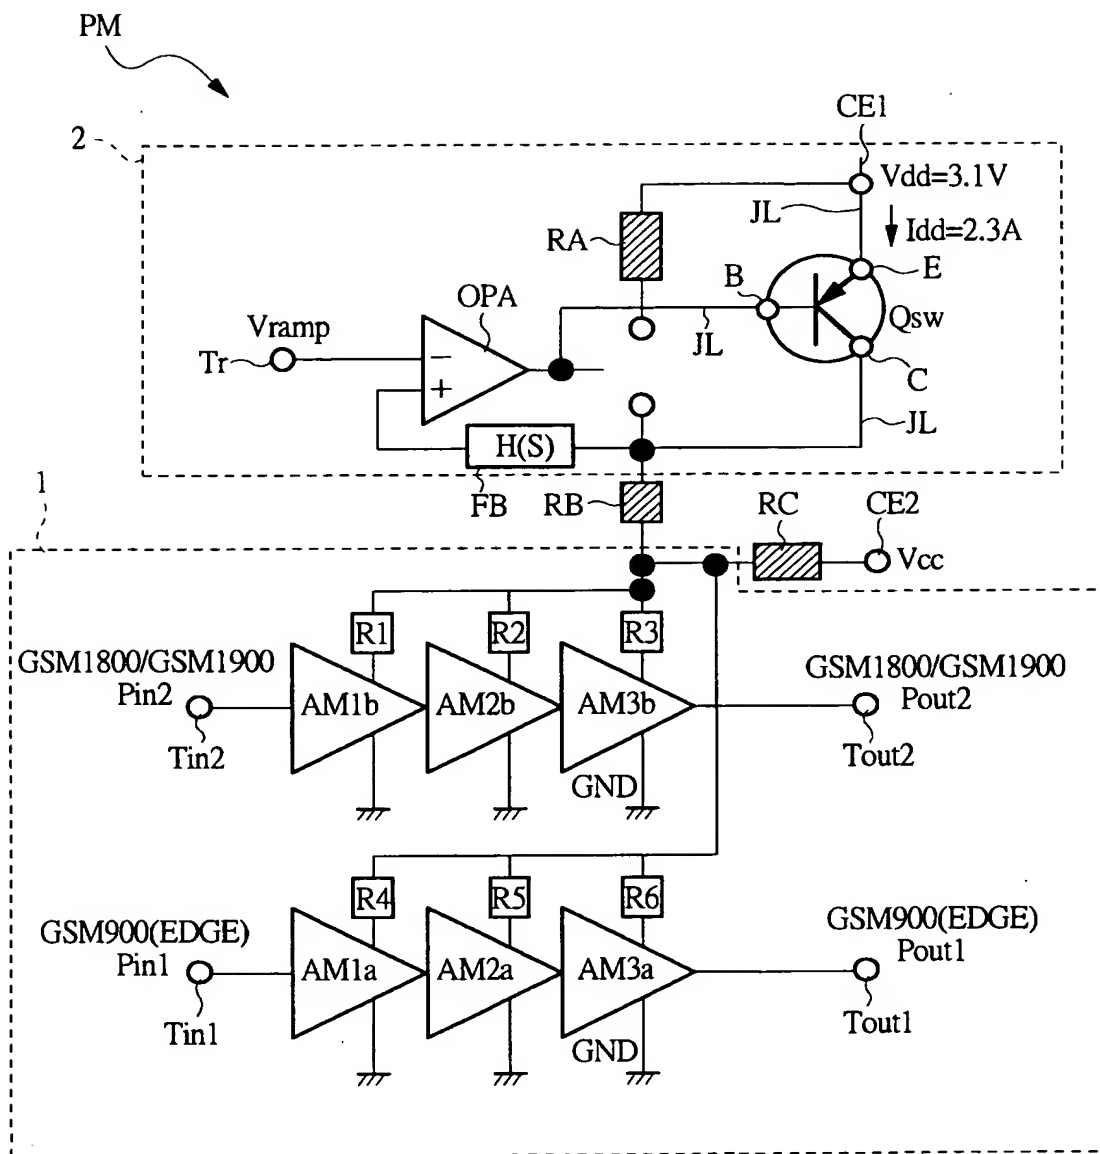 PM
CE1
2
Vdd=3.1V
JL
Idd=2.3A
RA
E
B
OPA
Qsw
Vramp
JL
Tr
−
C
+
JL
H(S)
1
FB
RB
RC
CE2
Vcc
R1
R2
R3
GSM1800/GSM1900
GSM1800/GSM1900
Pin2
Pout2
AM1b
AM2b
AM3b
Tin2
Tout2
GND
R4
R5
R6
GSM900(EDGE)
GSM900(EDGE)
Pin1
Pout1
AM1a
AM2a
AM3a
Tin1
Tout1
GND